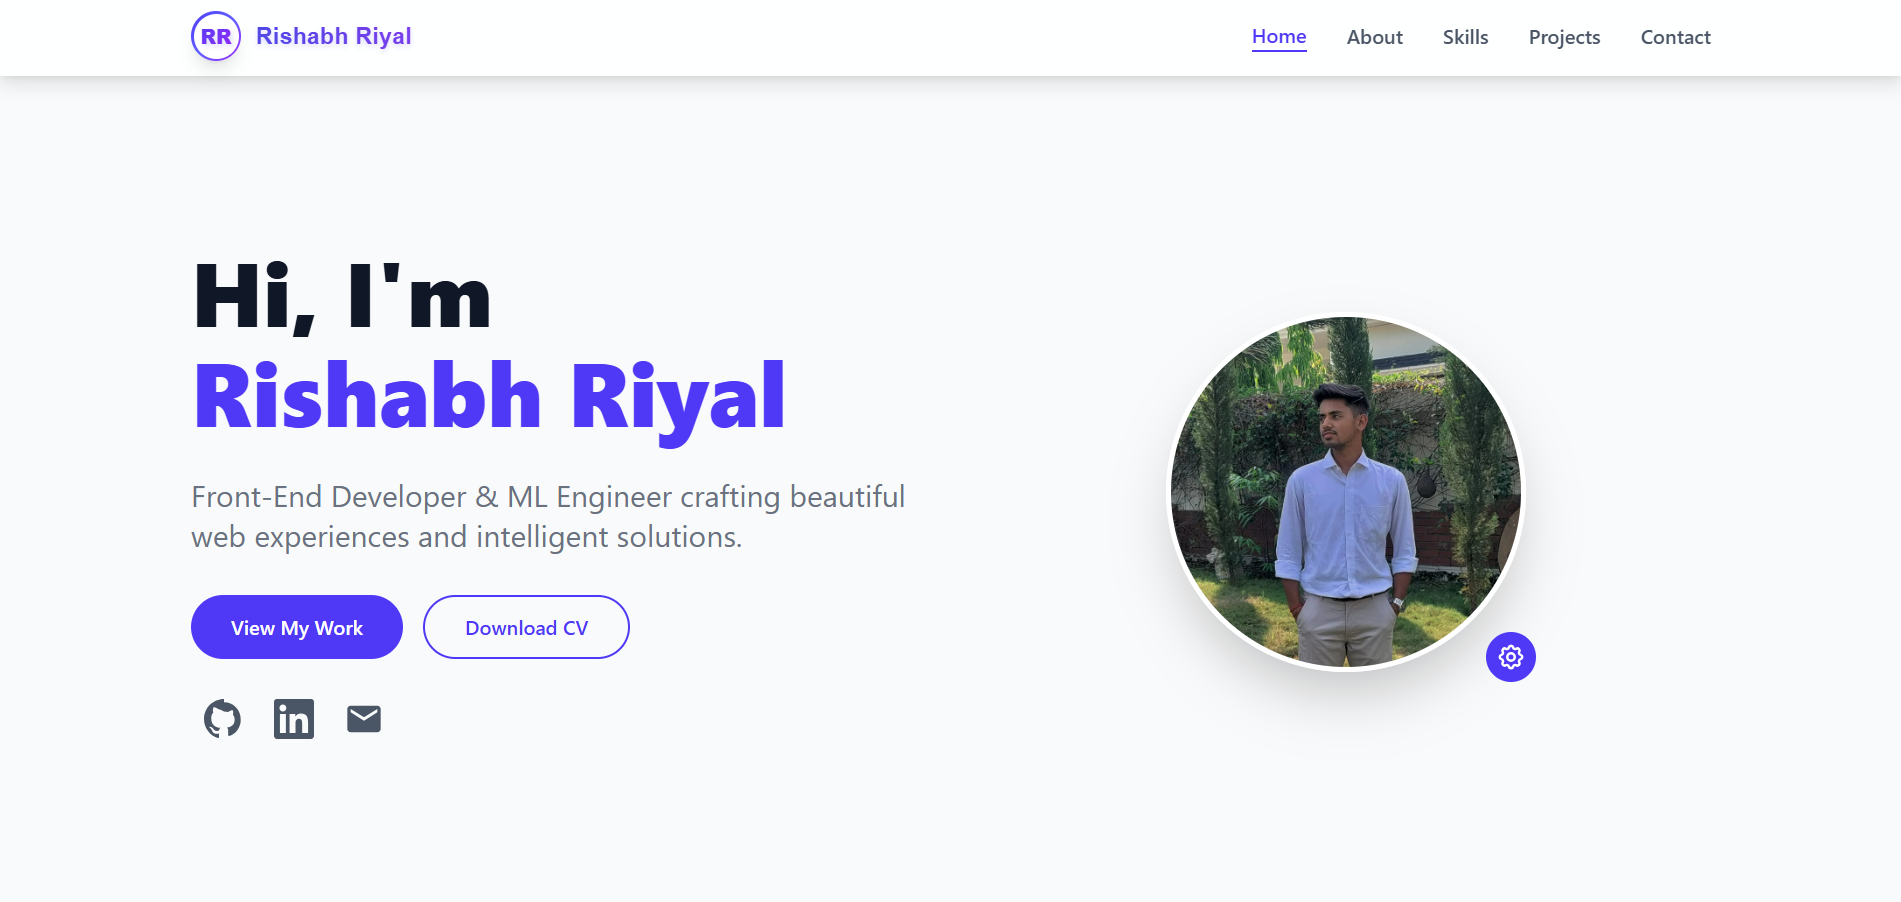 RR
Rishabh Riyal
Home
About
Skills
Projects
Contact
Hi, I'm
Rishabh Riyal
Front-End Developer & ML Engineer crafting beautiful
web experiences and intelligent solutions.
View My Work
Download CV
in